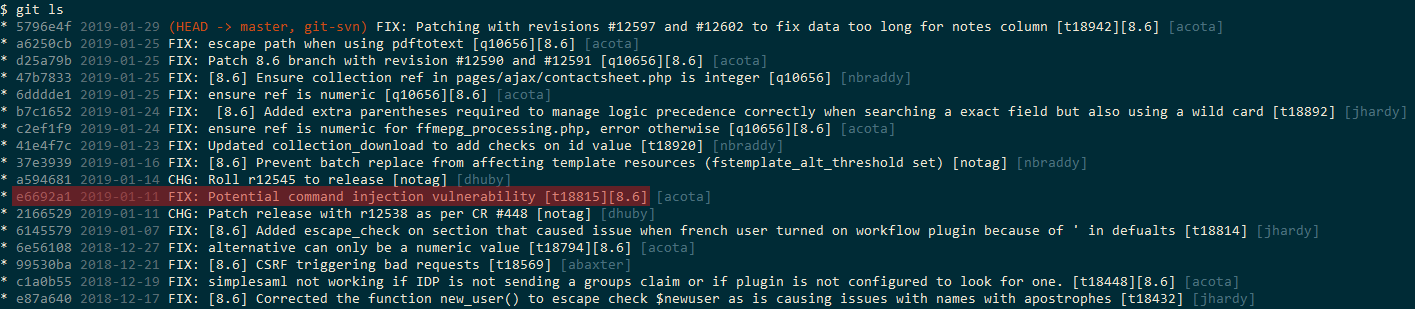 $ git ls
* 5796e4f 2019-01-29 (HEAD -> master, git-svn) FIX: Patching with revisions #12597 and #12602 to fix data too long for notes column [t18942][8.6] [acota]
* a6250cb 2019-01-25 FIX: escape path when using pdftotext [q10656][8.6] [acota]
* d25a79b 2019-01-25 FIX: Patch 8.6 branch with revision #12590 and #12591 [q10656][8.6] [acota]
* 47b7833 2019-01-25 FIX: [8.6] Ensure collection ref in pages/ajax/contactsheet.php is integer [q10656] [nbraddy]
* 6dddde1 2019-01-25 FIX: ensure ref is numeric [q10656][8.6] [acota]
* b7c1652 2019-01-24 FIX:  [8.6] Added extra parentheses required to manage logic precedence correctly when searching a exact field but also using a wild card [t18892] [jhardy]
* c2ef1f9 2019-01-24 FIX: ensure ref is numeric for ffmepg_processing.php, error otherwise [q10656][8.6] [acota]
* 41e4f7c 2019-01-23 FIX: Updated collection_download to add checks on id value [t18920] [nbraddy]
* 37e3939 2019-01-16 FIX: [8.6] Prevent batch replace from affecting template resources (fstemplate_alt_threshold set) [notag] [nbraddy]
* a594681 2019-01-14 CHG: Roll r12545 to release [notag] [dhuby]
* e6692a1 2019-01-11 FIX: Potential command injection vulnerability [t18815][8.6] [acota]
* 2166529 2019-01-11 CHG: Patch release with r12538 as per CR #448 [notag] [dhuby]
* 6145579 2019-01-07 FIX: [8.6] Added escape_check on section that caused issue when french user turned on workflow plugin because of ' in defualts [t18814] [jhardy]
* 6e56108 2018-12-27 FIX: alternative can only be a numeric value [t18794][8.6] [acota]
* 99530ba 2018-12-21 FIX: [8.6] CSRF triggering bad requests [t18569] [abaxter]
* c1a0b55 2018-12-19 FIX: simplesaml not working if IDP is not sending a groups claim or if plugin is not configured to look for one. [t18448][8.6] [acota]
* e87a640 2018-12-17 FIX: [8.6] Corrected the function new_user() to escape check $newuser as is causing issues with names with apostrophes [t18432] [jhardy]